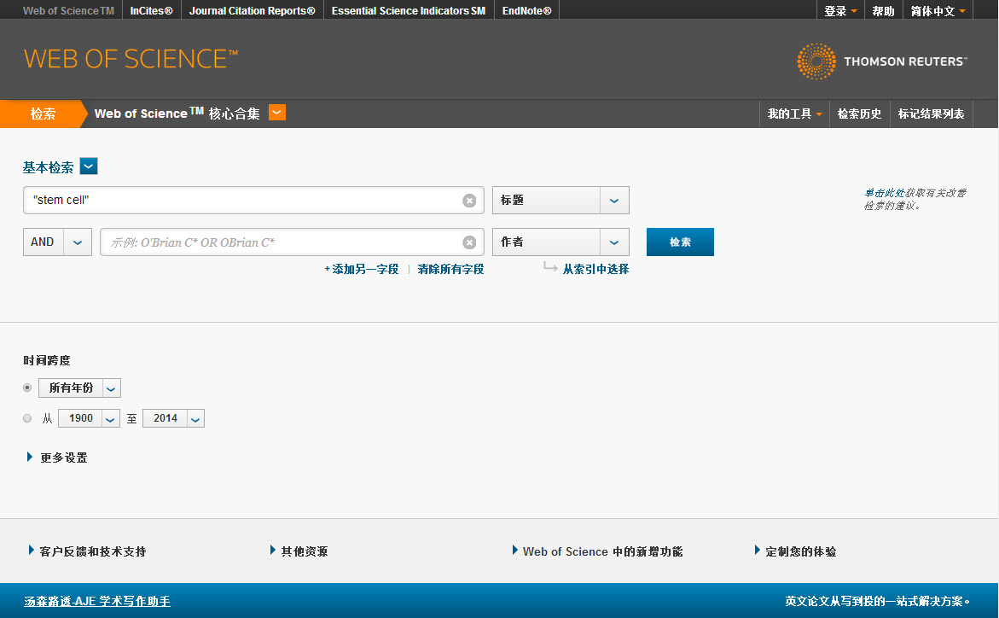 Web of Science™ InCites® Journal Citation Reports® Essential Science Indicators SM EndNote® 登录 帮助 简体中文
WEB OF SCIENCE™
THOMSON REUTERS™
检索 Web of Science™ 核心合集 我的工具 检索历史 标记结果列表
基本检索
"stem cell" 标题
单击此处获取有关改善
检索的建议。
AND 示例: O'Brian C* OR OBrian C* 作者 检索
+添加另一字段 | 清除所有字段 从索引中选择
时间跨度
所有年份
从 1900 至 2014
更多设置
客户反馈和技术支持 其他资源 Web of Science 中的新增功能 定制您的体验
汤森路透-AJE 学术写作助手 英文论文从写到投的一站式解决方案。